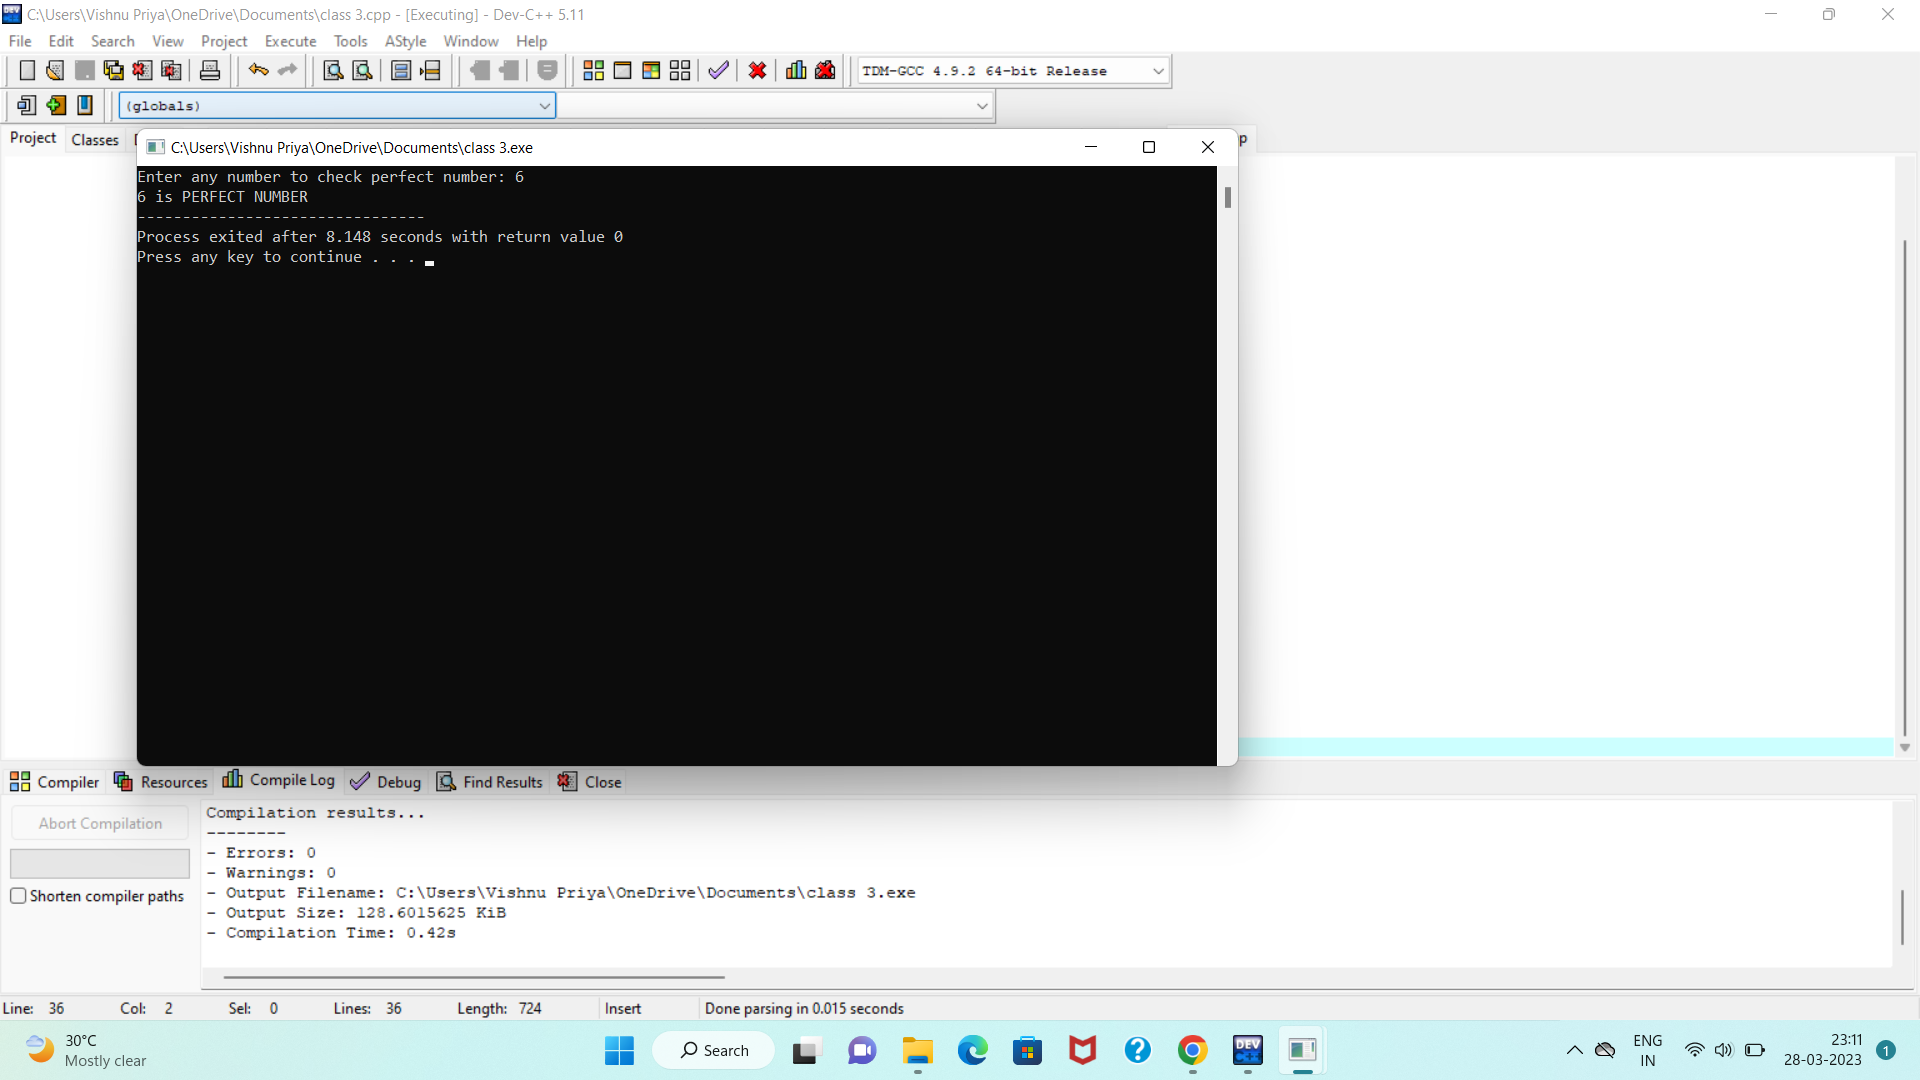 C:\Users\Vishnu Priya\OneDrive\Documents\class 3.cpp - [Executing] - Dev-C++ 5.11
File Edit Search View Project Execute Tools AStyle Window Help
TDM-GCC 4.9.2 64-bit Release
(globals)
Project Classes
C:\Users\Vishnu Priya\OneDrive\Documents\class 3.exe
Enter any number to check perfect number: 6
6 is PERFECT NUMBER
--------------------------------
Process exited after 8.148 seconds with return value 0
Press any key to continue . . .
Compiler Resources Compile Log Debug Find Results Close
Abort Compilation
Shorten compiler paths
Compilation results...
--------
- Errors: 0
- Warnings: 0
- Output Filename: C:\Users\Vishnu Priya\OneDrive\Documents\class 3.exe
- Output Size: 128.6015625 KiB
- Compilation Time: 0.42s
Line: 36 Col: 2 Sel: 0 Lines: 36 Length: 724 Insert Done parsing in 0.015 seconds
30°C
Mostly clear
Search
DEV C++
ENG
IN
23:11
28-03-2023
1